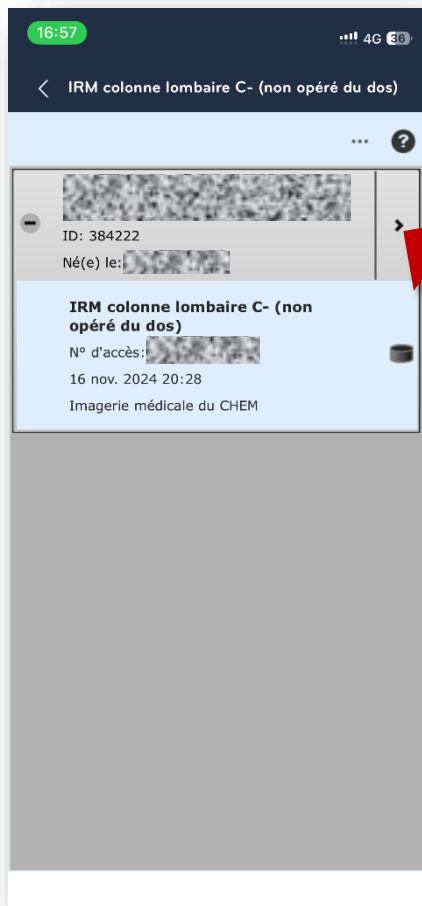 16:57
4G 36
IRM colonne lombaire C- (non opéré du dos)
... ?
ID: 384222
Né(e) le:
IRM colonne lombaire C- (non
opéré du dos)
N° d'accès:
16 nov. 2024 20:28
Imagerie médicale du CHEM